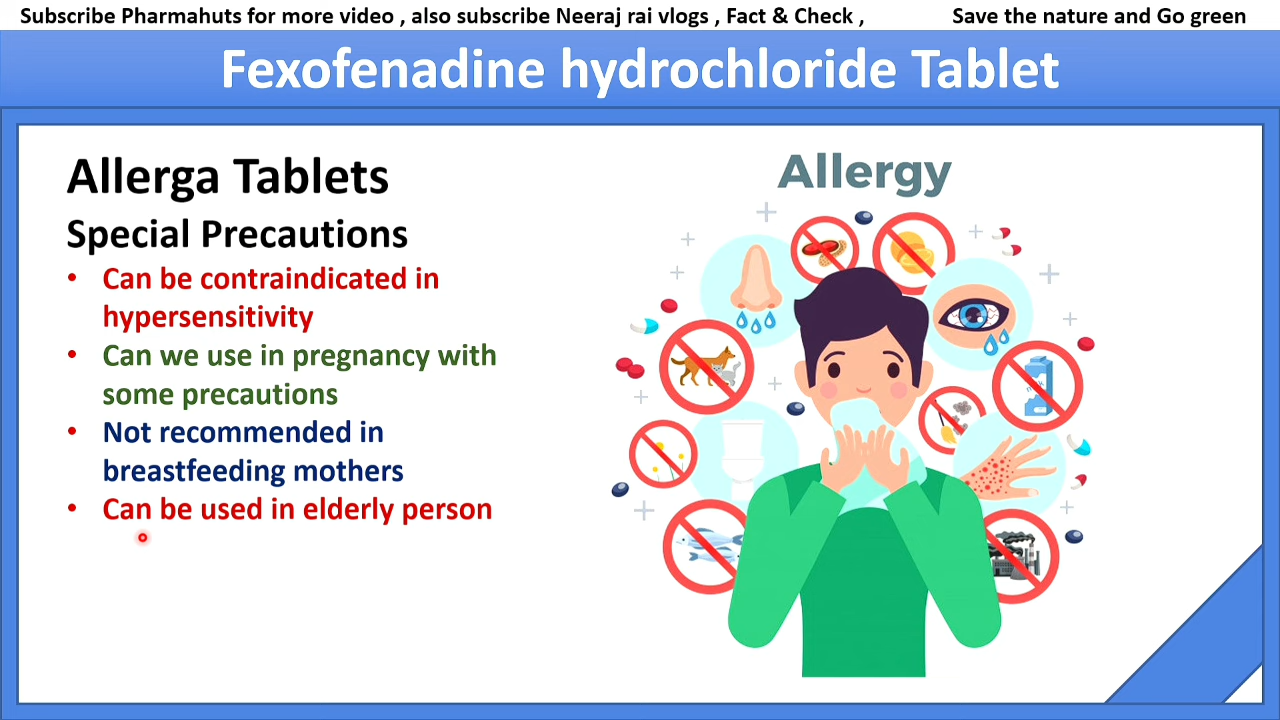 Subscribe Pharmahuts for more video , also subscribe Neeraj rai vlogs , Fact & Check , Save the nature and Go green
Fexofenadine hydrochloride Tablet
Allerga Tablets
Special Precautions
• Can be contraindicated in
hypersensitivity
• Can we use in pregnancy with
some precautions
• Not recommended in
breastfeeding mothers
• Can be used in elderly person
Allergy